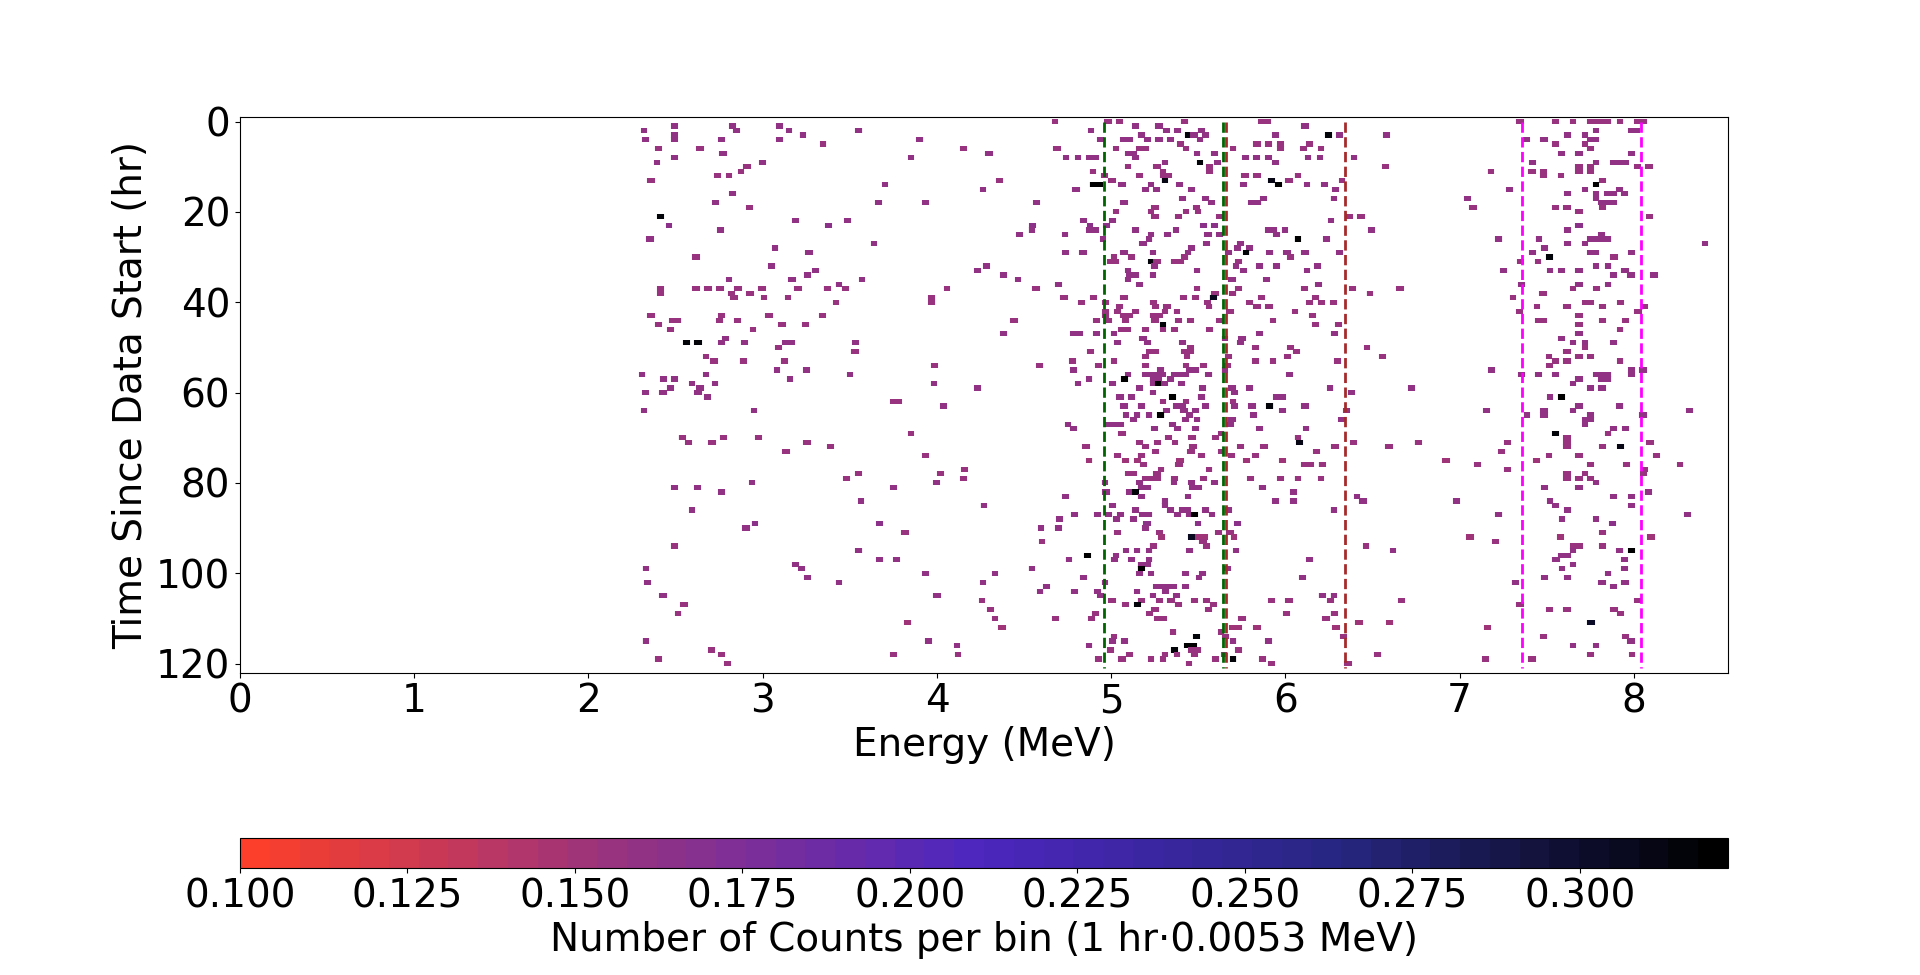 0
20
40
60
80
100
120
Time Since Data Start (hr)
0 1 2 3 4 5 6 7 8
Energy (MeV)
0.100 0.125 0.150 0.175 0.200 0.225 0.250 0.275 0.300
Number of Counts per bin (1 hr·0.0053 MeV)